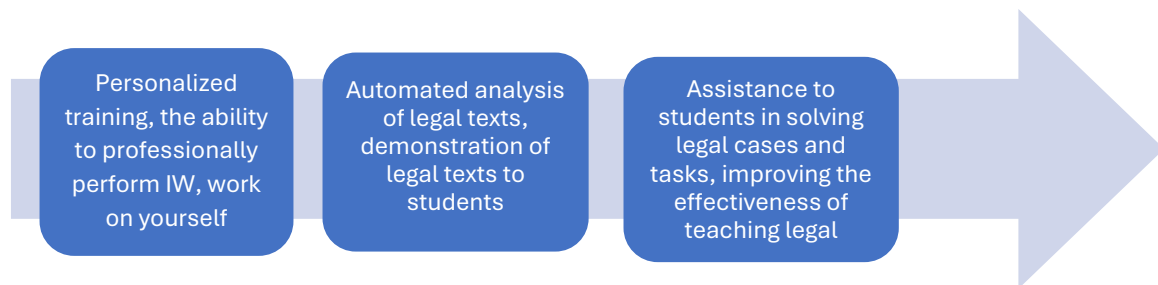 Personalized
training, the ability
to professionally
perform IW, work
on yourself
Automated analysis
of legal texts,
demonstration of
legal texts to
students
Assistance to
students in solving
legal cases and
tasks, improving the
effectiveness of
teaching legal